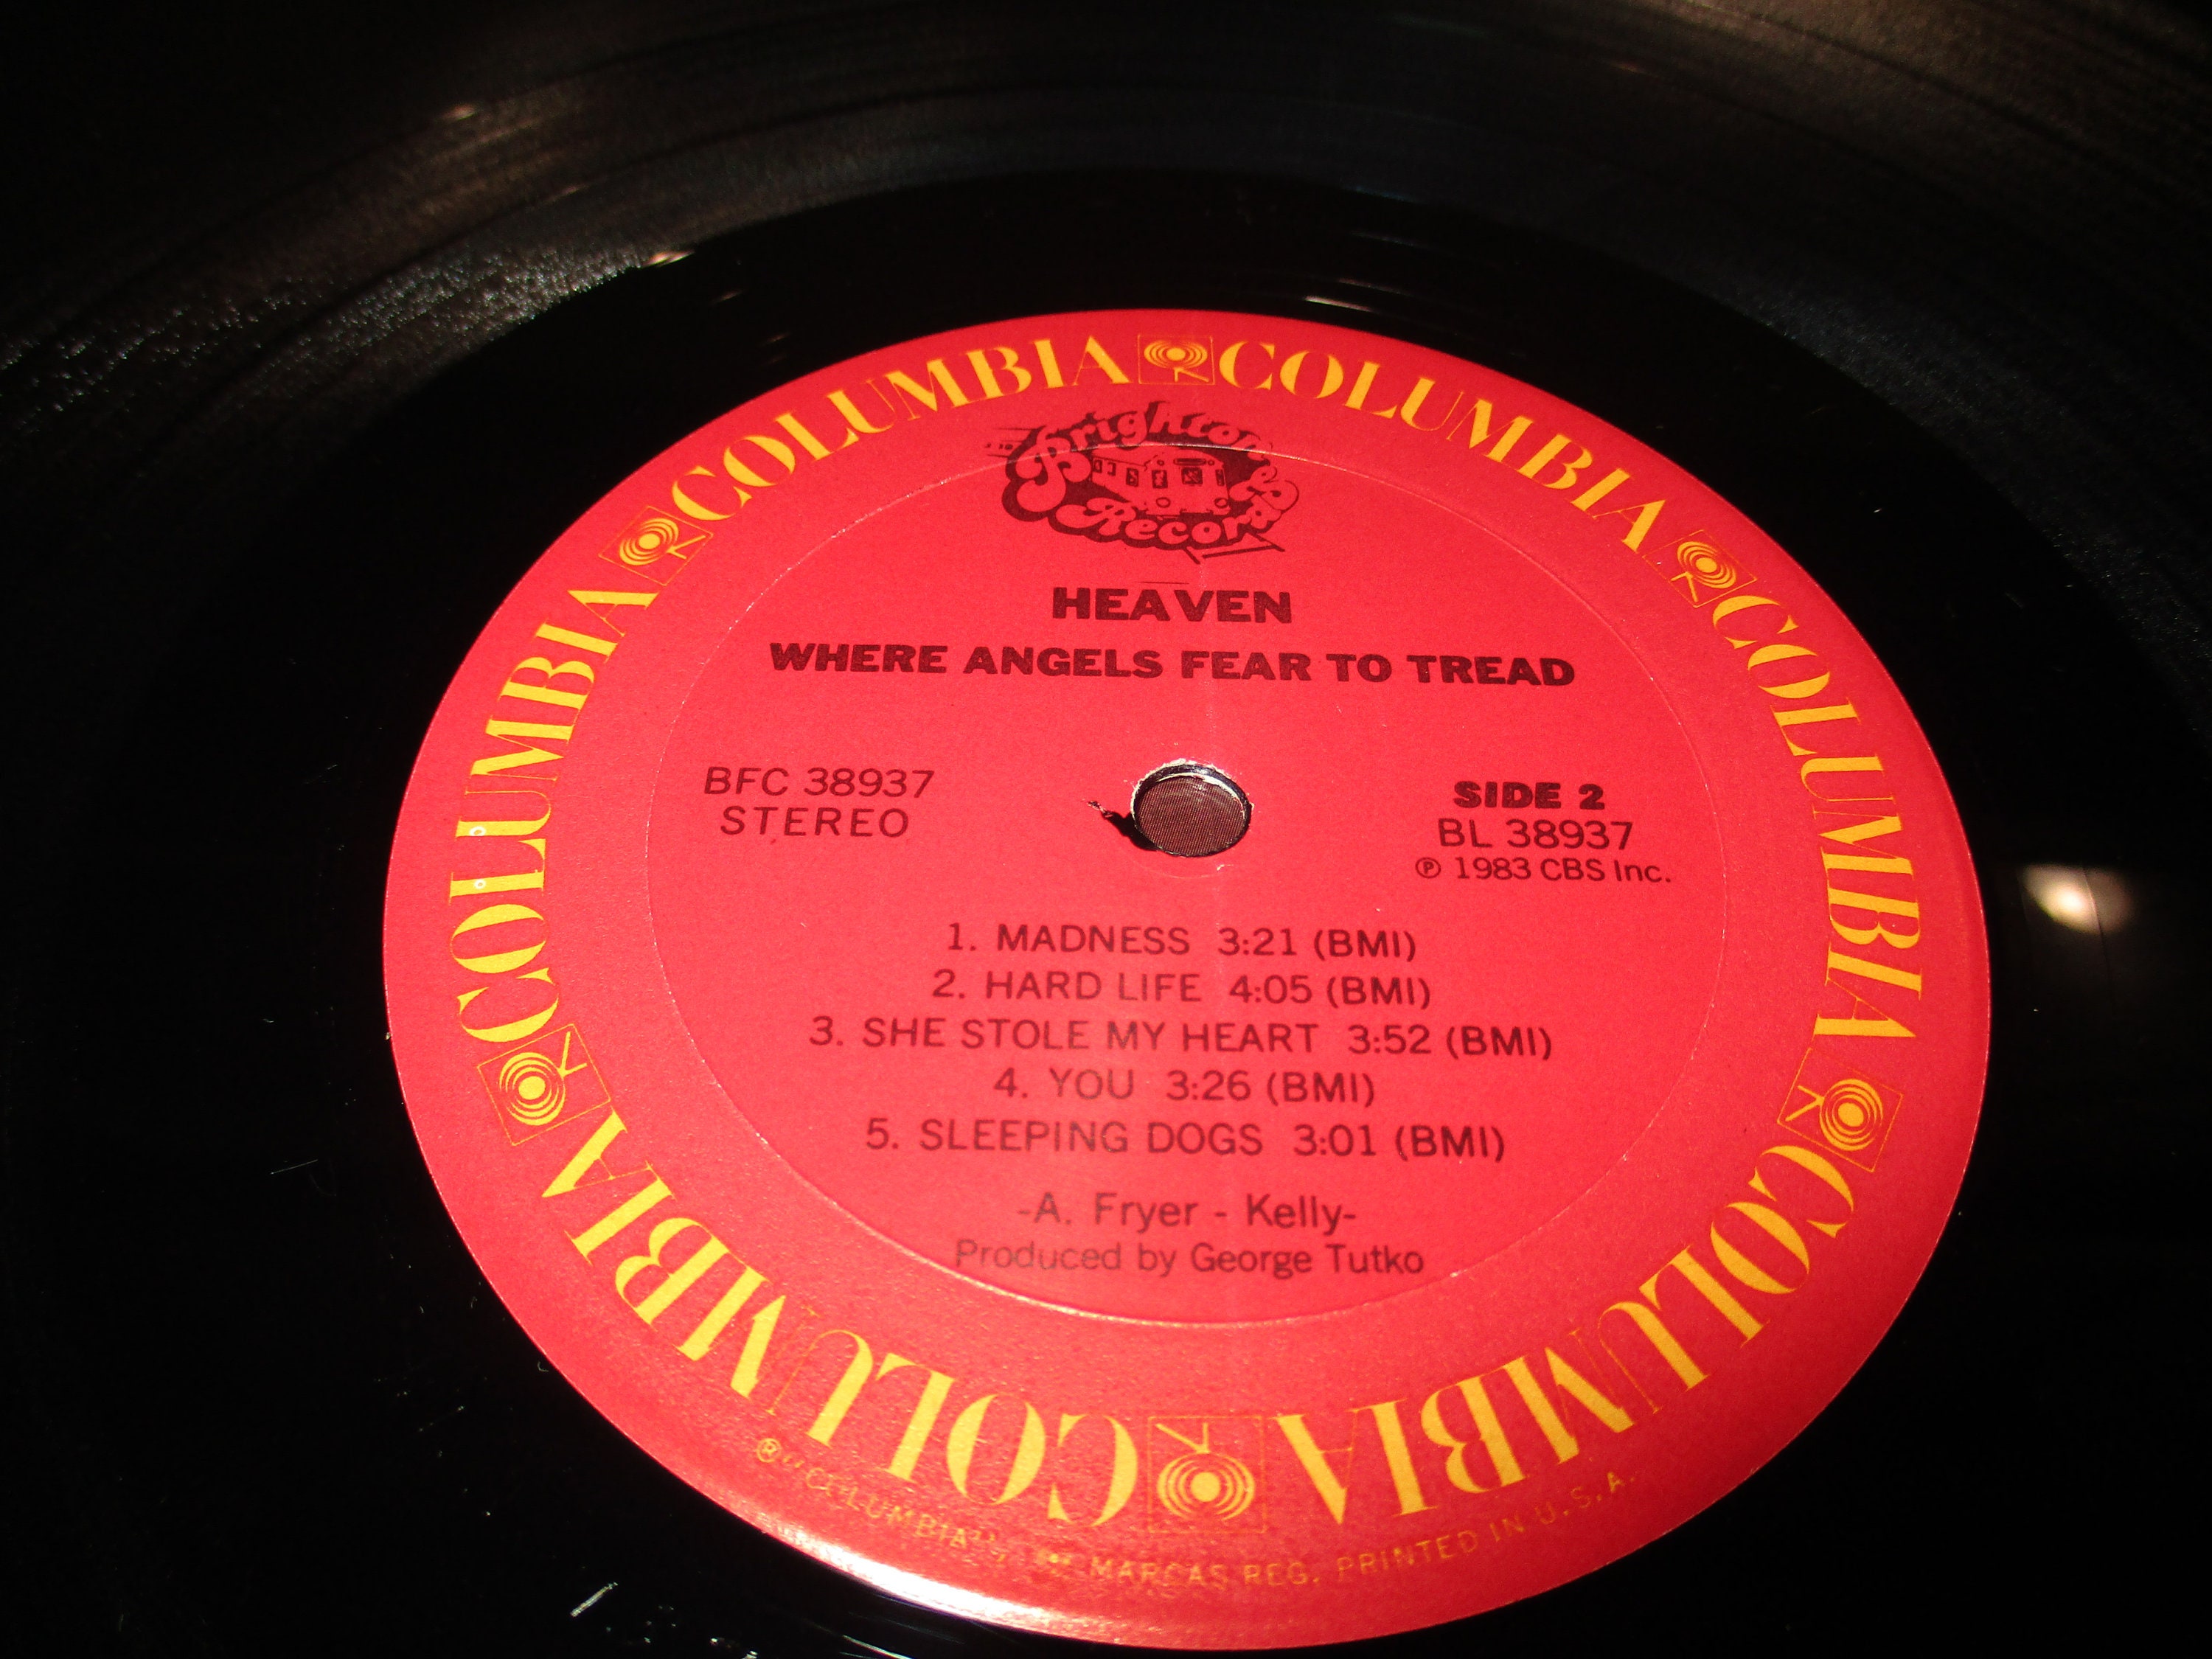 COLUMBIA COLUMBIA COLUMBIA COLUMBIA COLUMBIA COLUMBIA
Brighton Records
HEAVEN
WHERE ANGELS FEAR TO TREAD
BFC 38937
STEREO
SIDE 2
BL 38937
Ⓟ 1983 CBS Inc.
1. MADNESS 3:21 (BMI)
2. HARD LIFE 4:05 (BMI)
3. SHE STOLE MY HEART 3:52 (BMI)
4. YOU 3:26 (BMI)
5. SLEEPING DOGS 3:01 (BMI)
-A. Fryer - Kelly-
Produced by George Tutko
® "COLUMBIA", MARCAS REG. PRINTED IN U.S.A.